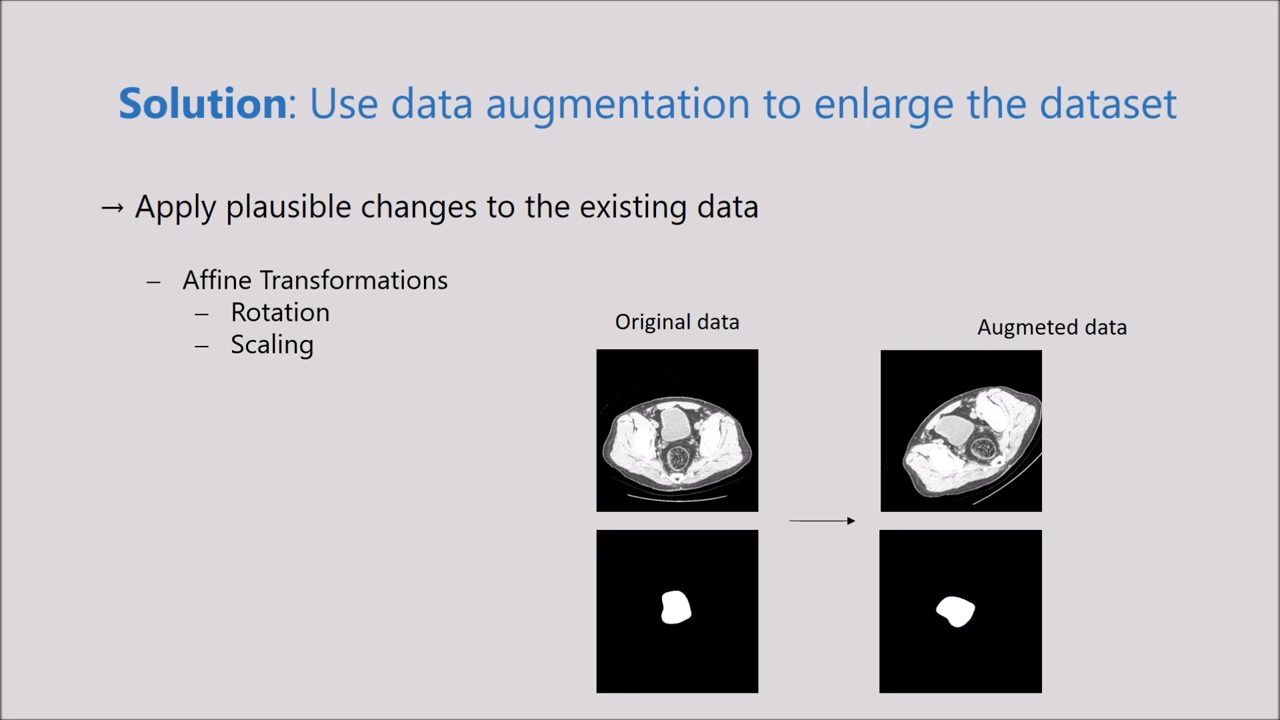 Solution: Use data augmentation to enlarge the dataset
→ Apply plausible changes to the existing data
– Affine Transformations
– Rotation
– Scaling
Original data
Augmeted data